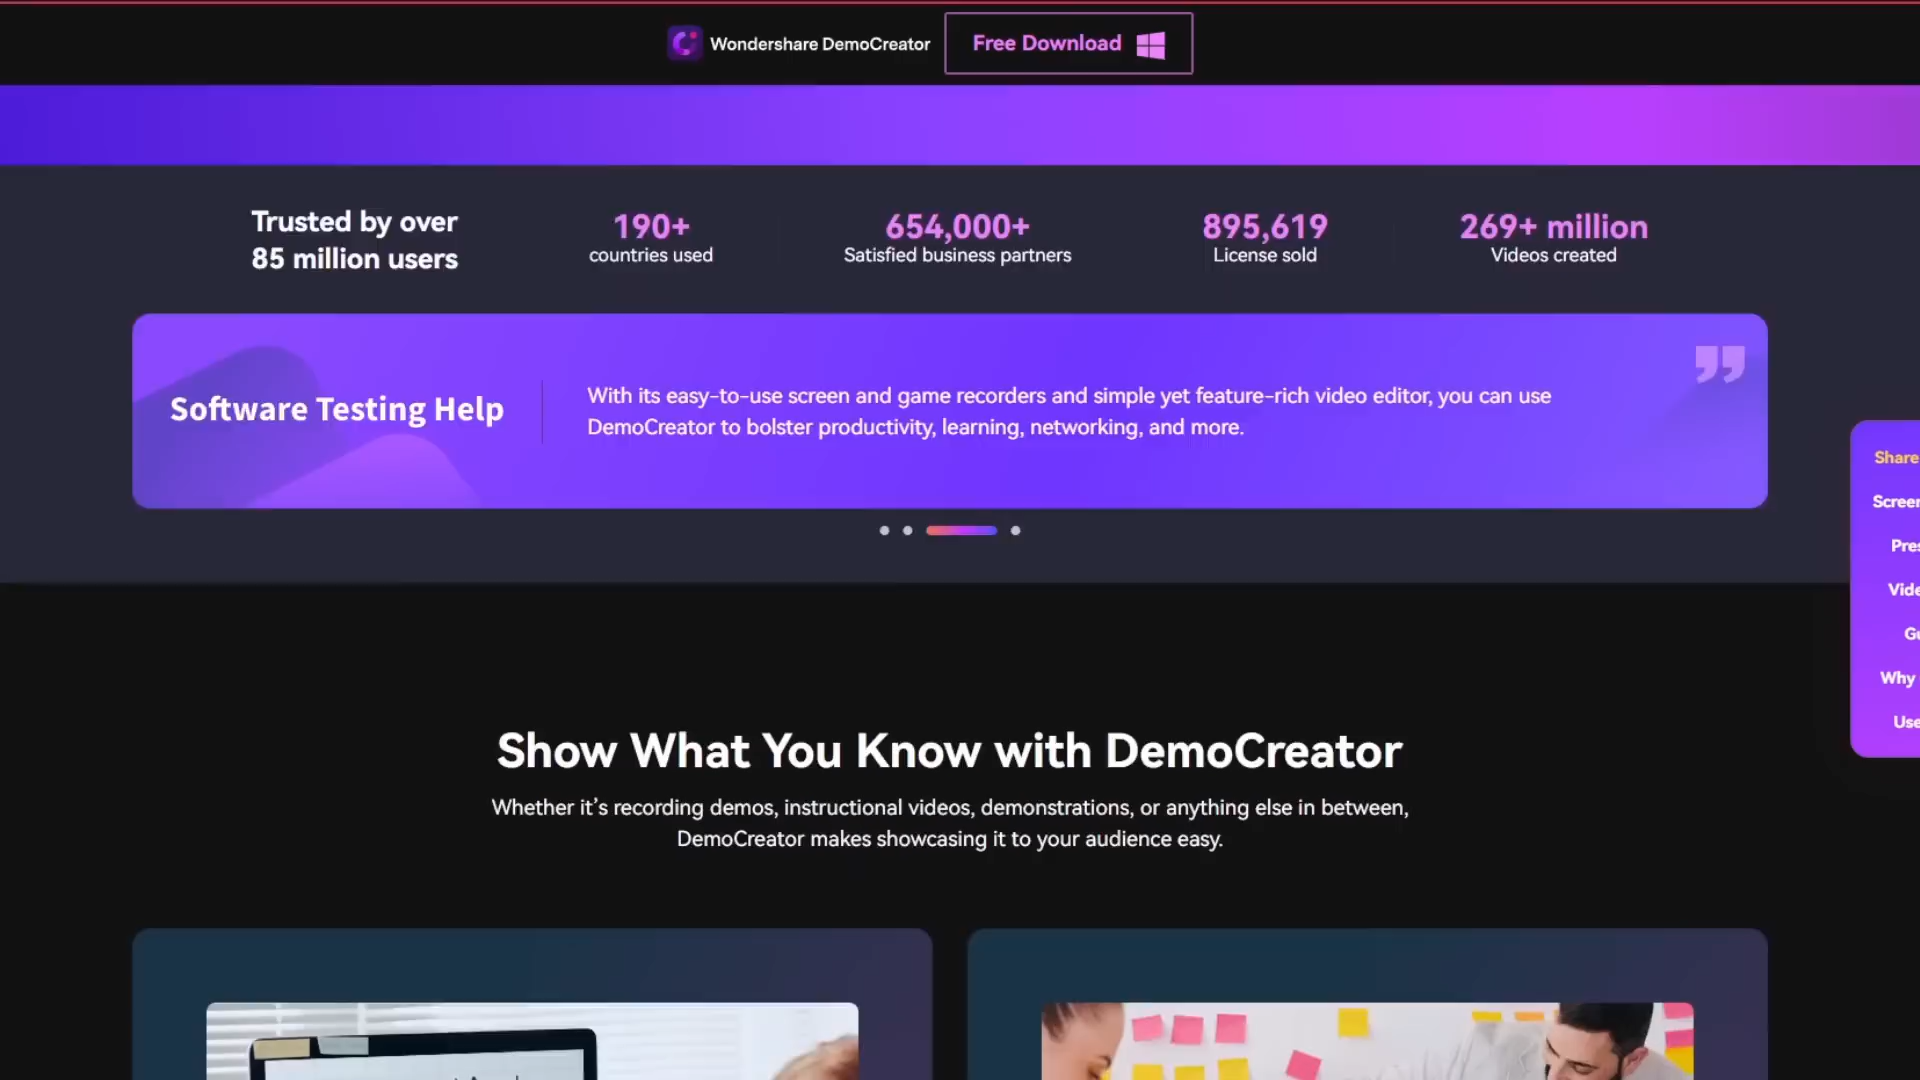 Wondershare DemoCreator
Free Download
Trusted by over
85 million users
190+
countries used
654,000+
Satisfied business partners
895,619
License sold
269+ million
Videos created
Software Testing Help
With its easy-to-use screen and game recorders and simple yet feature-rich video editor, you can use
DemoCreator to bolster productivity, learning, networking, and more.
Share
Why
Show What You Know with DemoCreator
Whether it’s recording demos, instructional videos, demonstrations, or anything else in between,
DemoCreator makes showcasing it to your audience easy.